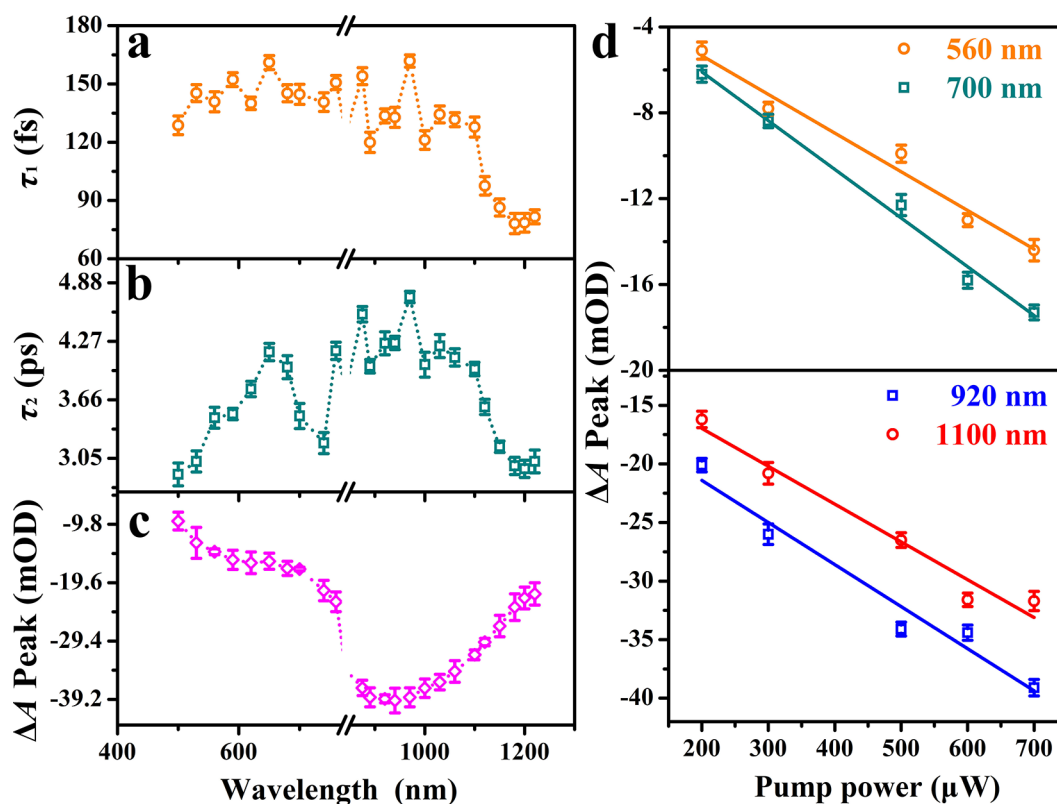 a
180
150
120
90
60
τ1 (fs)
b
4.88
4.27
3.66
3.05
τ2 (ps)
c
-9.8
-19.6
-29.4
-39.2
ΔA Peak (mOD)
400 600 800 1000 1200
Wavelength (nm)
d
560 nm
700 nm
-4
-8
-12
-16
-20
920 nm
1100 nm
-15
-20
-25
-30
-35
-40
ΔA Peak (mOD)
200 300 400 500 600 700
Pump power (μW)